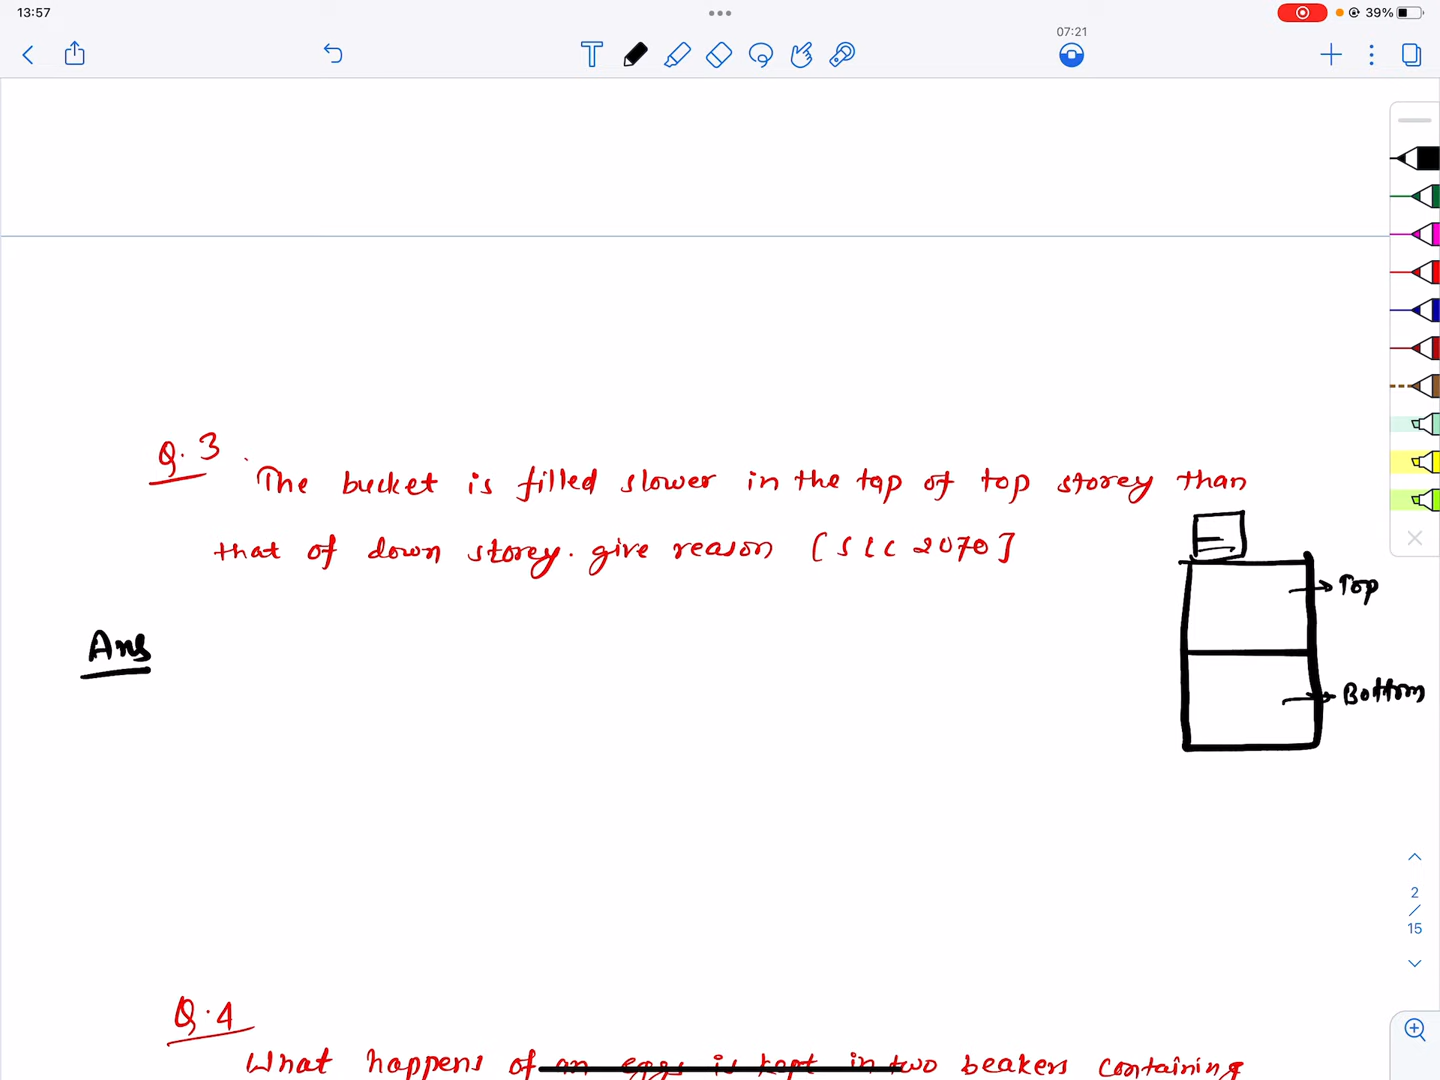 13:57
39%
07:21
Q.3
The bucket is filled slower in the tap of top storey than
that of down storey. give reason [SLC 2070]
Top
Ans
Bottom
2
/
15
Q.4
What happens of an eggs is kept in two beakers containing